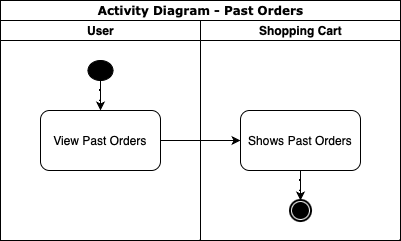 Activity Diagram - Past Orders
User
Shopping Cart
View Past Orders
Shows Past Orders